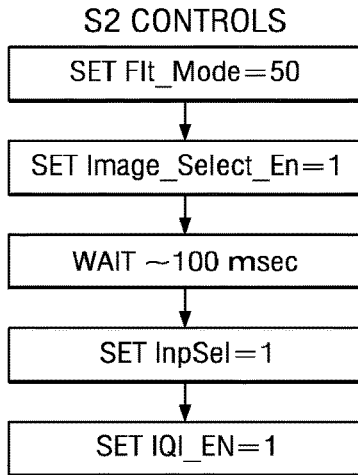 S2 CONTROLS
SET Flt_Mode=50
SET Image_Select_En=1
WAIT ~100 msec
SET InpSel=1
SET IQI_EN=1